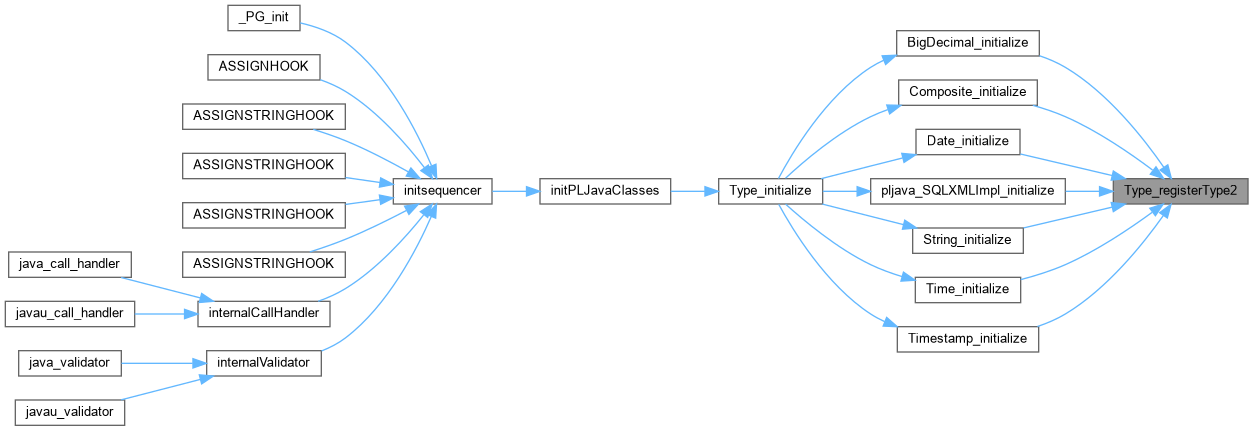 _PG_init
ASSIGNHOOK
ASSIGNSTRINGHOOK
ASSIGNSTRINGHOOK
ASSIGNSTRINGHOOK
ASSIGNSTRINGHOOK
java_call_handler
javau_call_handler
internalCallHandler
java_validator
javau_validator
internalValidator
initsequencer
initPLJavaClasses
Type_initialize
BigDecimal_initialize
Composite_initialize
Date_initialize
pljava_SQLXMLImpl_initialize
String_initialize
Time_initialize
Timestamp_initialize
Type_registerType2